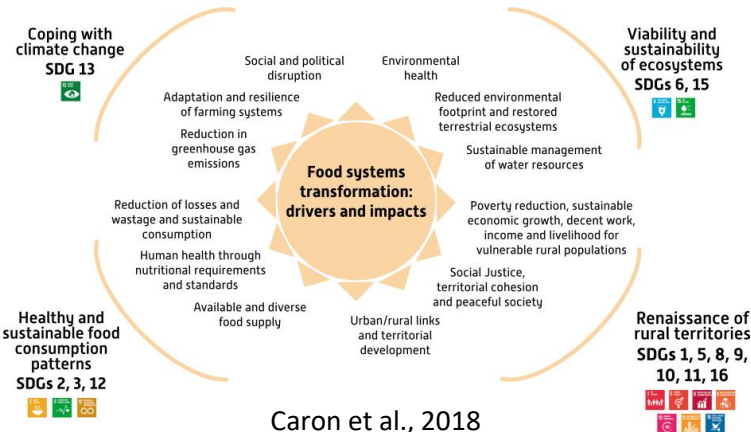 Coping with
climate change
SDG 13
Viability and
sustainability
of ecosystems
SDGs 6, 15
Social and political
disruption
Environmental
health
Adaptation and resilience
of farming systems
Reduced environmental
footprint and restored
terrestrial ecosystems
Reduction in
greenhouse gas
emissions
Sustainable management
of water resources
Food systems
transformation:
drivers and impacts
Reduction of losses and
wastage and sustainable
consumption
Poverty reduction, sustainable
economic growth, decent work,
income and livelihood for
vulnerable rural populations
Human health through
nutritional requirements
and standards
Social Justice,
territorial cohesion
and peaceful society
Available and diverse
food supply
Urban/rural links
and territorial
development
Healthy and
sustainable food
consumption
patterns
SDGs 2, 3, 12
Renaissance of
rural territories
SDGs 1, 5, 8, 9,
10, 11, 16
Caron et al., 2018